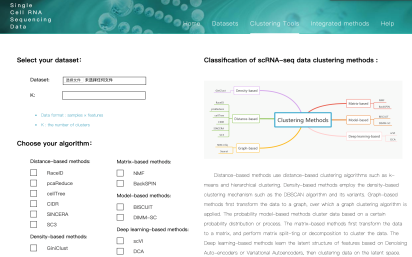 Single
Cell RNA
Sequencing
Data
Home Datasets Clustering Tools Integrated methods Help
Select your dataset:
Dataset: 选择文件 未选择任何文件
K:
Data format : samples x features
K : the number of clusters
Choose your algorithm:
Distance-based methods:
RaceID
pcaReduce
cellTree
CIDR
SINCERA
SC3
Density-based methods:
GiniClust
Matrix-based methods:
NMF
BackSPIN
Model-based methods:
BISCUIT
DIMM-SC
Deep learning-based methods:
scVI
DCA
Classification of scRNA-seq data clustering methods :
Density-based
Distance-based
Graph-based
Clustering Methods
Matrix-based
Model-based
Deep learning-based
Distance-based methods use distance-based clustering algorithms such as k-
means and hierarchical clustering. Density-based methods employ the density-based
clustering mechanism such as the DBSCAN algorithm and its variants. Graph-based
methods first transform the data to a graph, over which a graph clustering algorithm is
applied. The probability model-based methods cluster data based on a certain
probability distribution or process. The matrix-based methods first transform the data
to a matrix, and perform matrix split-ting or decomposition to cluster the data. The
Deep learning-based methods learn the latent structure of features based on Denosing
Auto-encoders or Variational Autoencoders, then clustering data on the latent space.